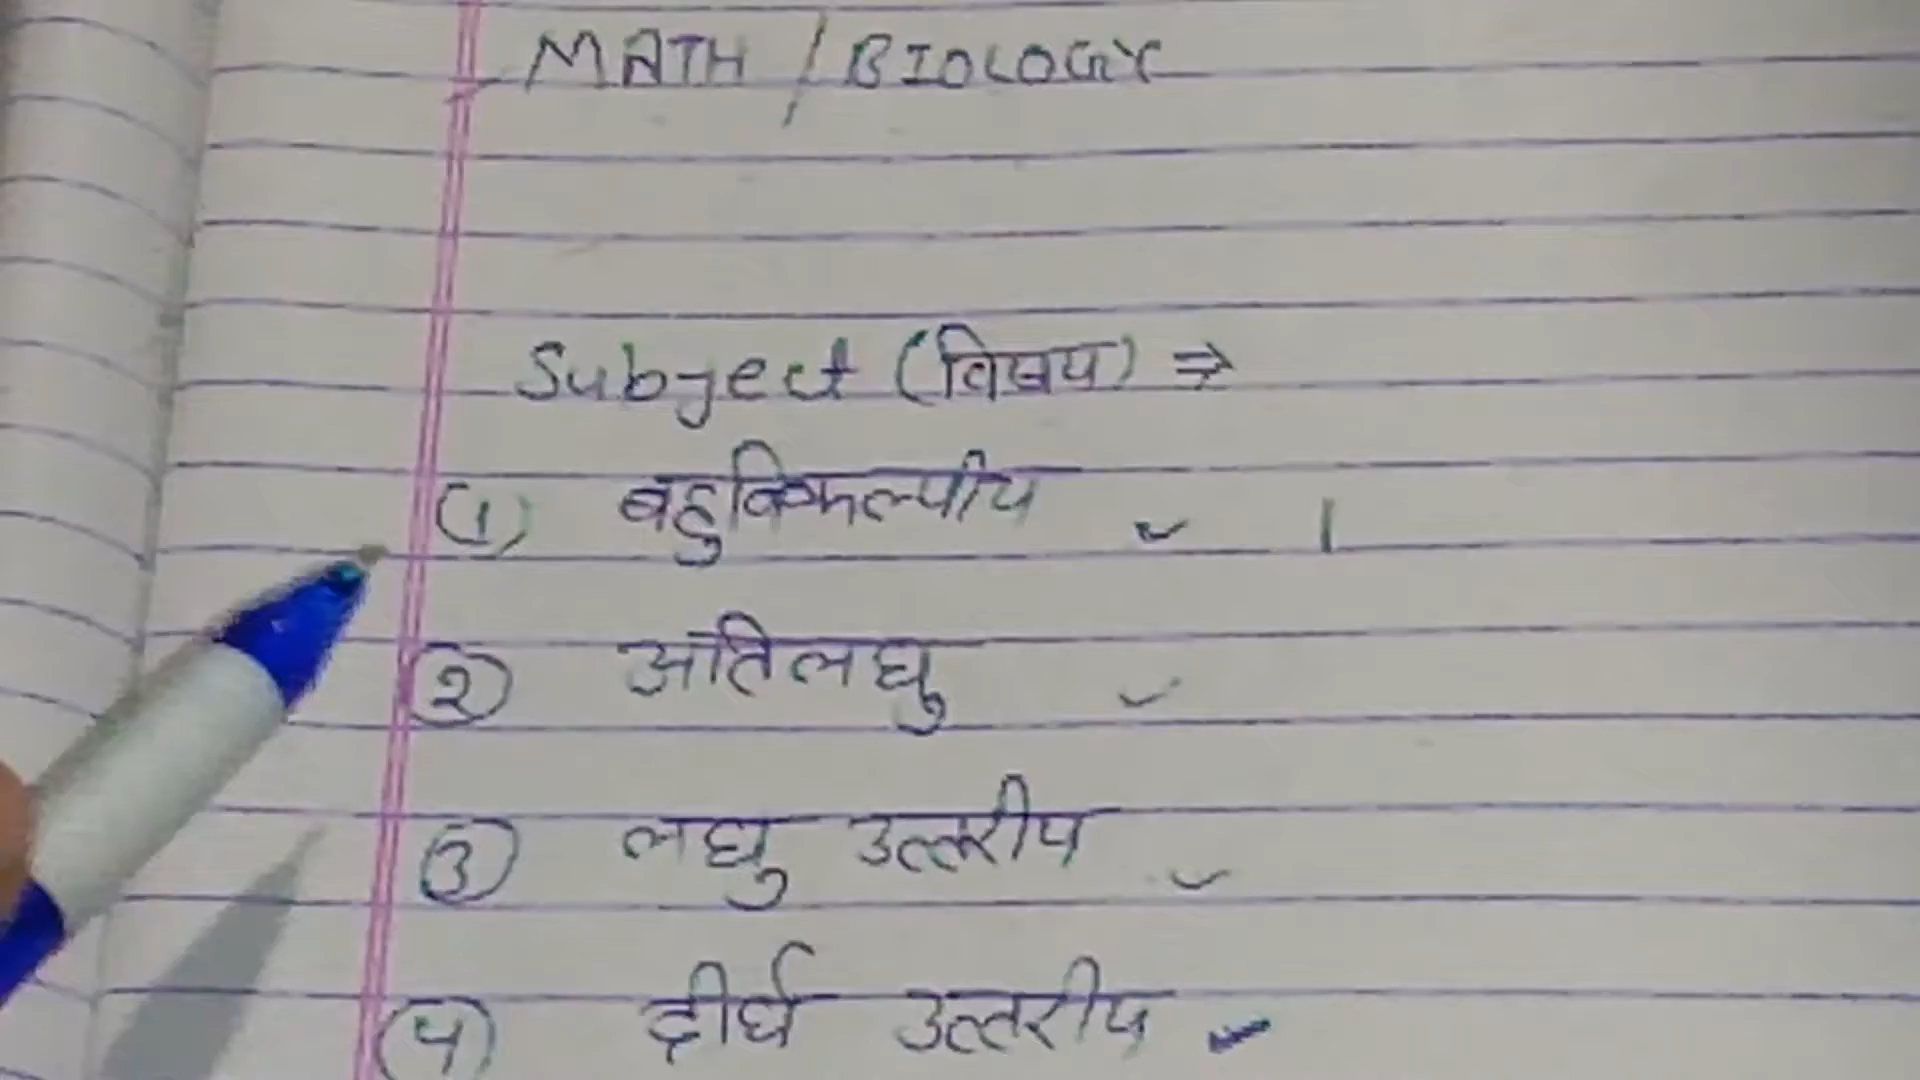 MATH / BIOLOGY
Subject (विषय) ⇒
(1) बहुविकल्पीय ✓ |
(2) अतिलघु ✓
(3) लघु उत्तरीय ✓
(4) दीर्घ उत्तरीय ✓